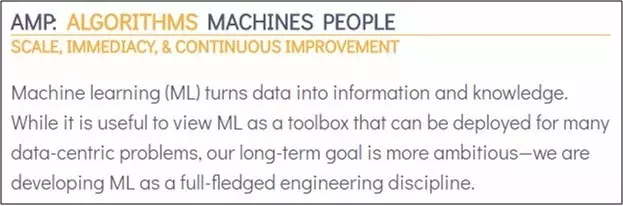 AMP: ALGORITHMS MACHINES PEOPLE
SCALE, IMMEDIACY, & CONTINUOUS IMPROVEMENT
Machine learning (ML) turns data into information and knowledge.
While it is useful to view ML as a toolbox that can be deployed for many
data-centric problems, our long-term goal is more ambitious—we are
developing ML as a full-fledged engineering discipline.